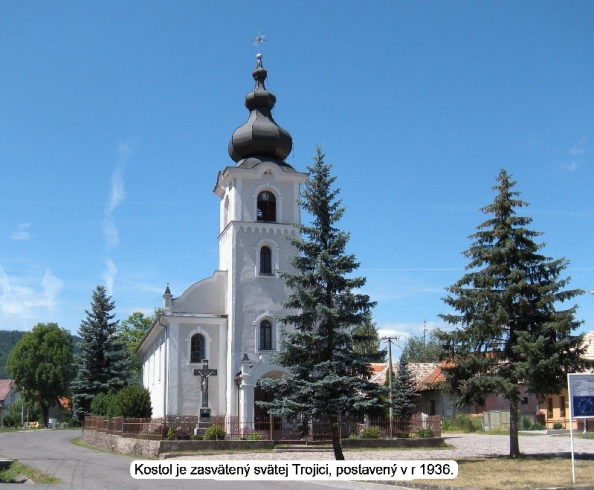 Kostol je zasvätený svätej Trojici, postavený v r 1936.